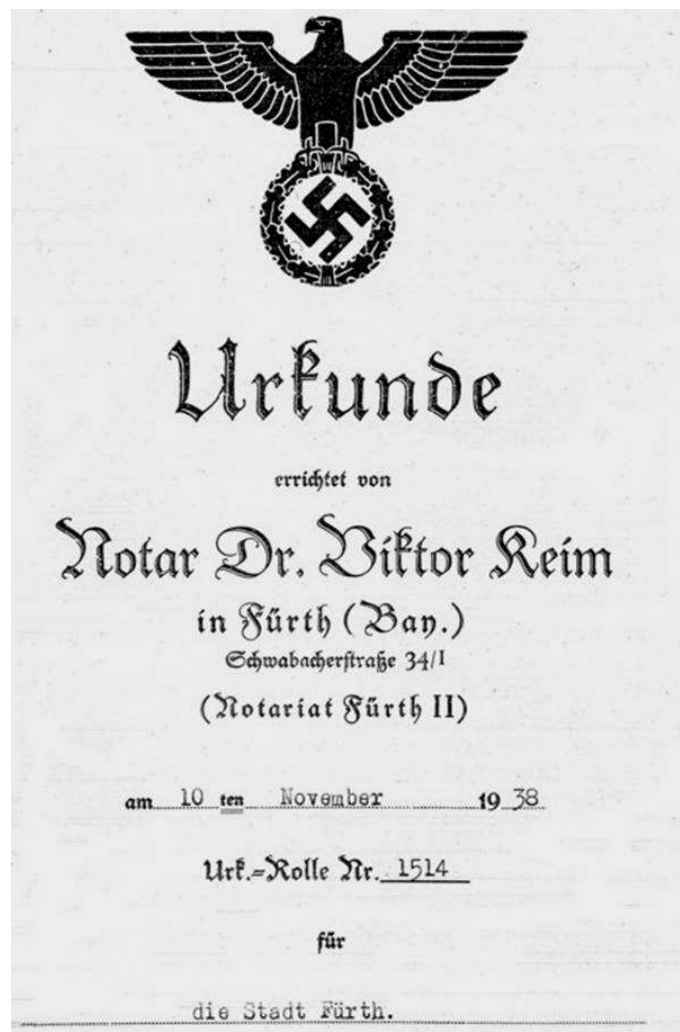 Urkunde
errichtet von
Notar Dr. Viktor Keim
in Fürth (Bay.)
Schwabacherstraße 34/I
(Notariat Fürth II)
am 10 ten November 1938
Urk.=Rolle Nr. 1514
für
die Stadt Fürth.